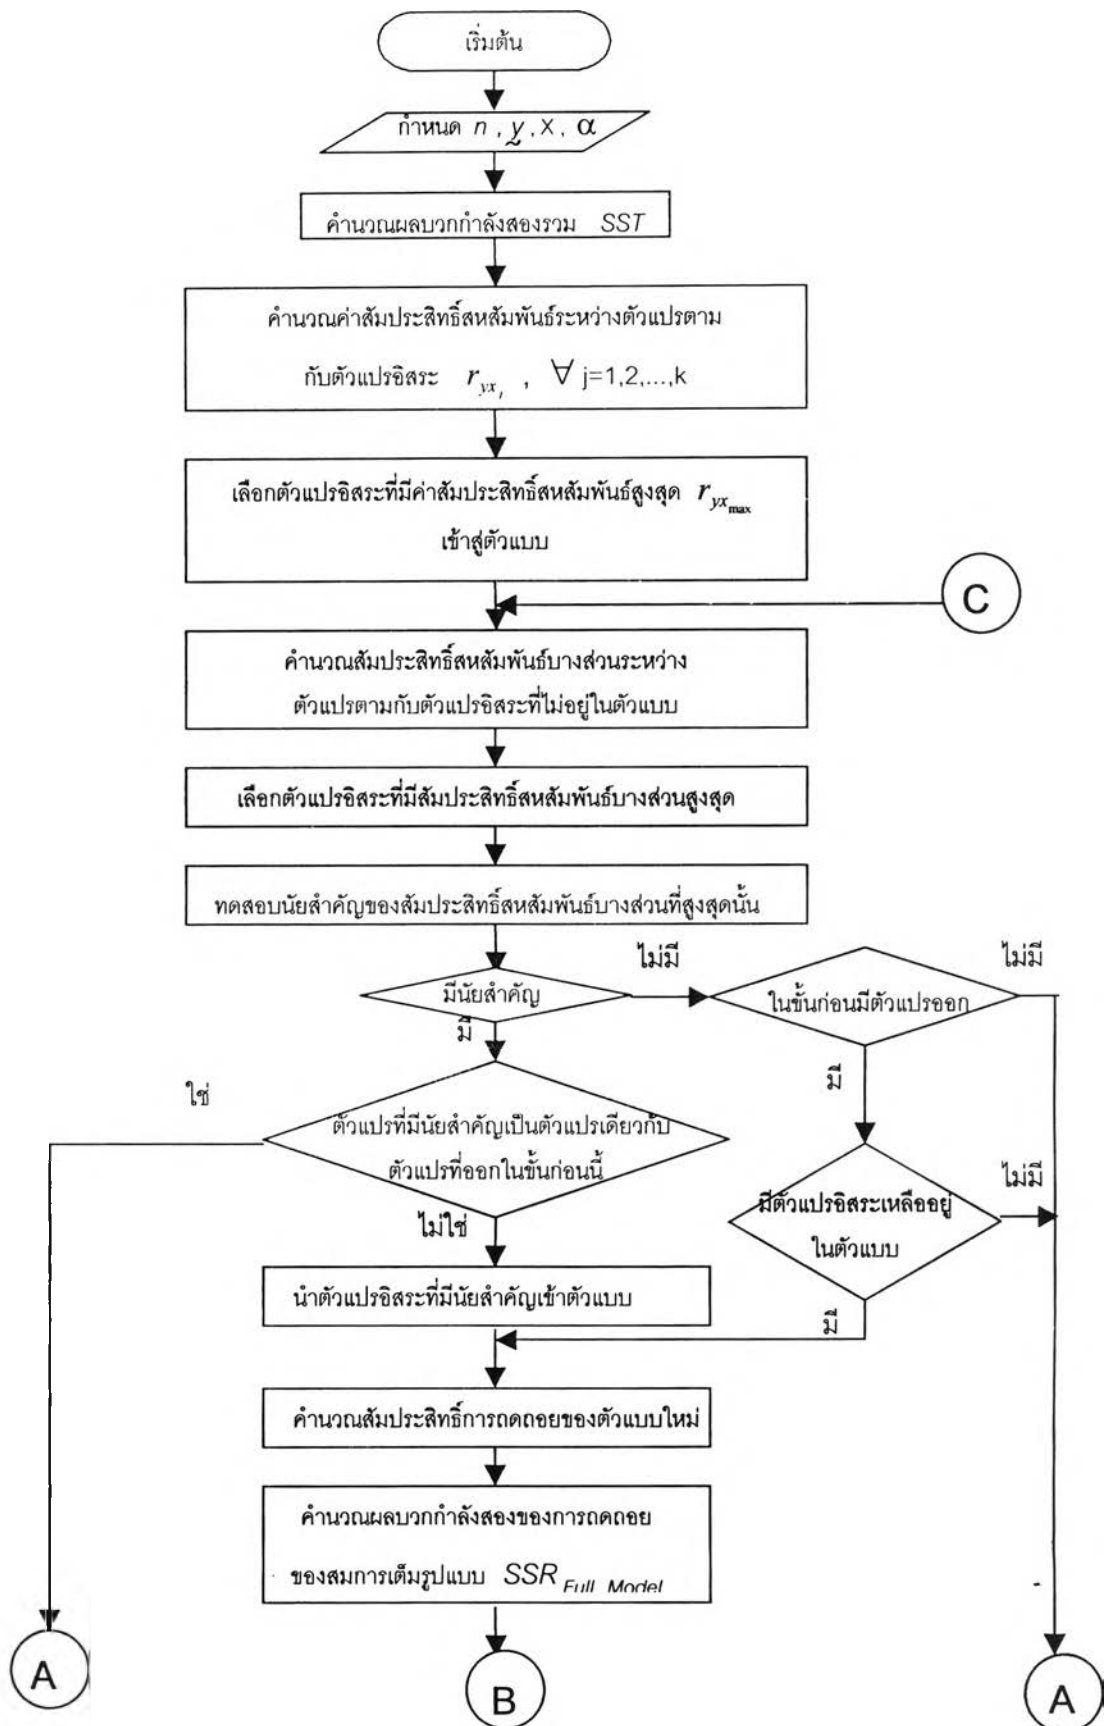 เริ่มต้น
กำหนด n , y , X , α
คำนวณผลบวกกำลังสองรวม SST
คำนวณค่าสัมประสิทธิ์สหสัมพันธ์ระหว่างตัวแปรตาม
กับตัวแปรอิสระ r_{yx_j} , ∀ j=1,2,...,k
เลือกตัวแปรอิสระที่มีค่าสัมประสิทธิ์สหสัมพันธ์สูงสุด r_{yx_{max}}
เข้าสู่ตัวแบบ
C
คำนวณสัมประสิทธิ์สหสัมพันธ์บางส่วนระหว่าง
ตัวแปรตามกับตัวแปรอิสระที่ไม่อยู่ในตัวแบบ
เลือกตัวแปรอิสระที่มีสัมประสิทธิ์สหสัมพันธ์บางส่วนสูงสุด
ทดสอบนัยสำคัญของสัมประสิทธิ์สหสัมพันธ์บางส่วนที่สูงสุดนั้น
ไม่มี
ไม่มี
มีนัยสำคัญ
ในขั้นก่อนมีตัวแปรออก
มี
มี
ใช่
ตัวแปรที่มีนัยสำคัญเป็นตัวแปรเดียวกับ
ตัวแปรที่ออกในขั้นก่อนนี้
ไม่มี
มีตัวแปรอิสระเหลืออยู่
ในตัวแบบ
ไม่ใช่
นำตัวแปรอิสระที่มีนัยสำคัญเข้าตัวแบบ
มี
คำนวณสัมประสิทธิ์การถดถอยของตัวแบบใหม่
คำนวณผลบวกกำลังสองของการถดถอย
ของสมการเต็มรูปแบบ SSR Full Model
A
B
A